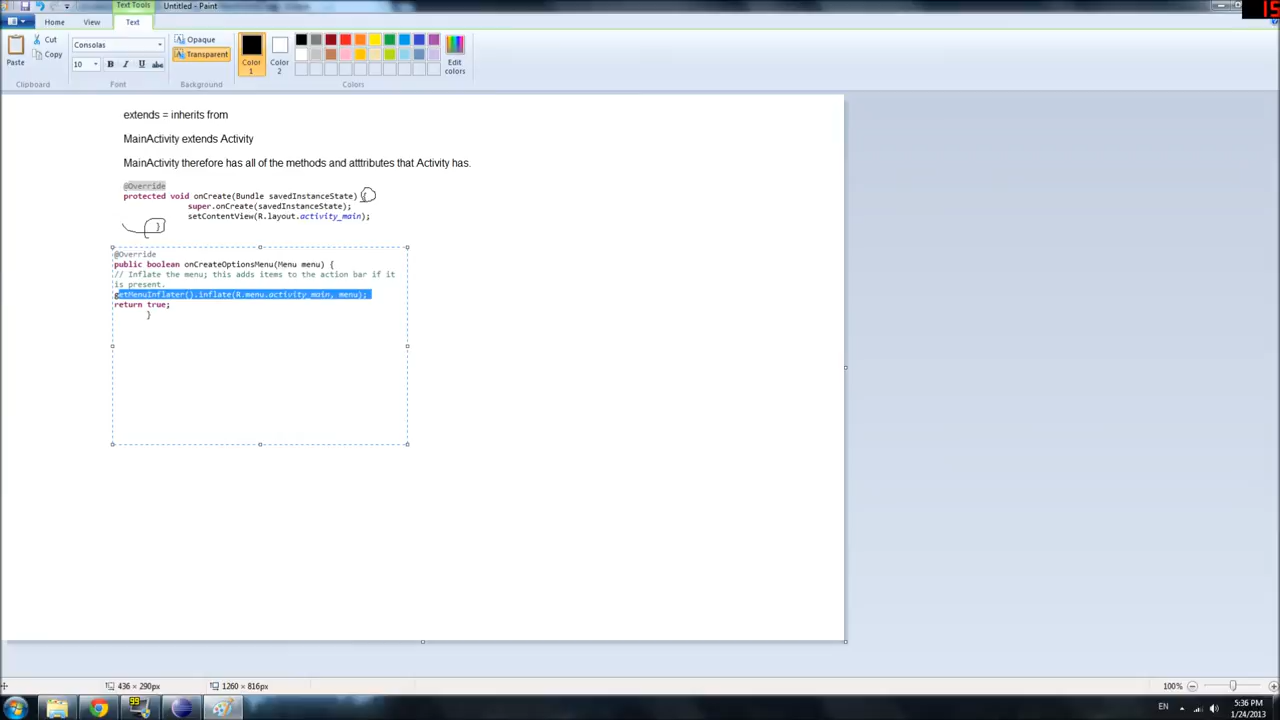 Text Tools
Untitled - Paint
15
Home
View
Text
Paste
Cut
Copy
Clipboard
Consolas
10
B I U abc
Font
Opaque
Transparent
Background
Color 1
Color 2
Edit colors
Colors
extends = inherits from
MainActivity extends Activity
MainActivity therefore has all of the methods and atttributes that Activity has.
@Override
protected void onCreate(Bundle savedInstanceState) {
super.onCreate(savedInstanceState);
setContentView(R.layout.activity_main);
}
@Override
public boolean onCreateOptionsMenu(Menu menu) {
// Inflate the menu; this adds items to the action bar if it
is present.
getMenuInflater().inflate(R.menu.activity_main, menu);
return true;
}
436 × 290px
1260 × 816px
100%
99
EN
5:36 PM
1/24/2013